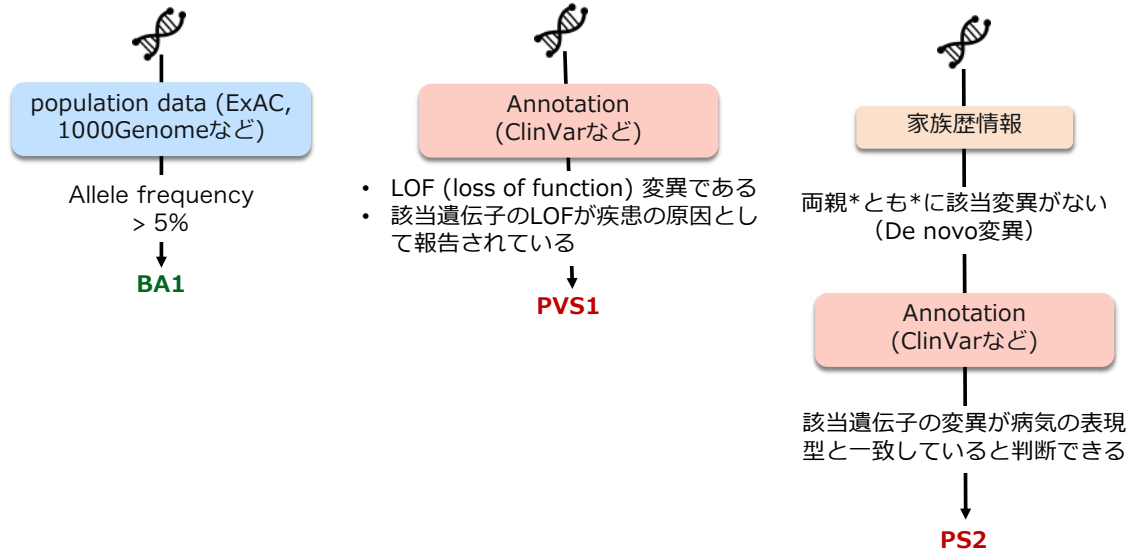 population data (ExAC,
1000Genomeなど)
Allele frequency
> 5%
BA1
Annotation
(ClinVarなど)
• LOF (loss of function) 変異である
• 該当遺伝子のLOFが疾患の原因とし
て報告されている
PVS1
家族歴情報
両親*とも*に該当変異がない
（De novo変異）
Annotation
(ClinVarなど)
該当遺伝子の変異が病気の表現
型と一致していると判断できる
PS2